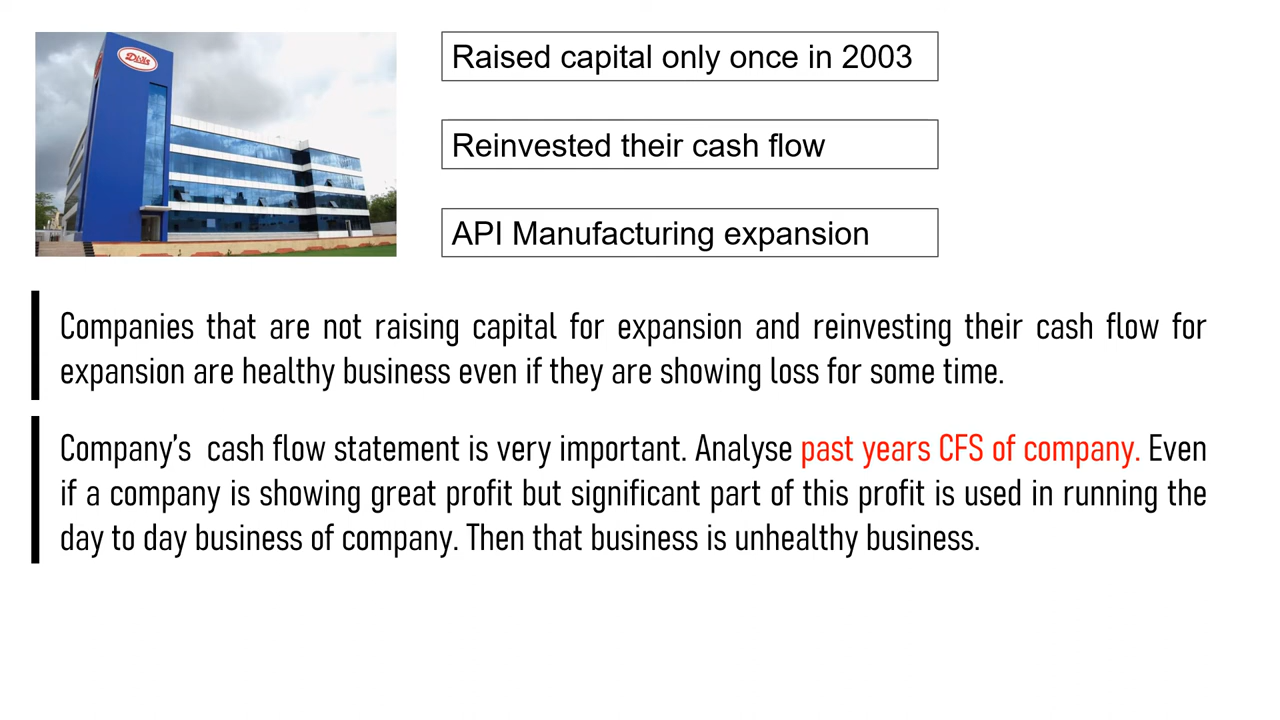 Divi's
Raised capital only once in 2003
Reinvested their cash flow
API Manufacturing expansion
Companies that are not raising capital for expansion and reinvesting their cash flow for
expansion are healthy business even if they are showing loss for some time.
Company's cash flow statement is very important. Analyse past years CFS of company. Even
if a company is showing great profit but significant part of this profit is used in running the
day to day business of company. Then that business is unhealthy business.